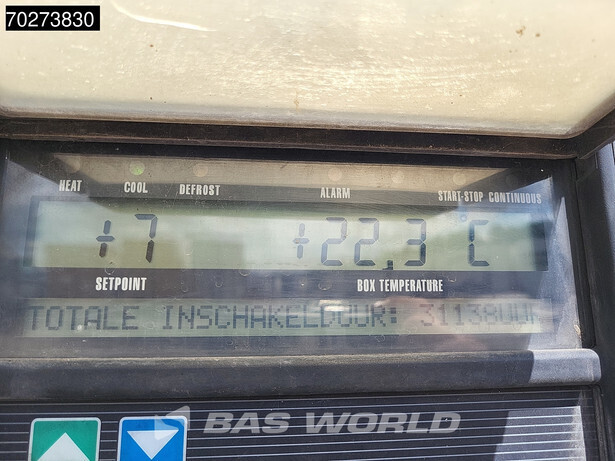 70273830
HEAT COOL DEFROST ALARM START-STOP CONTINUOUS
+7 +22.3 °C
SETPOINT BOX TEMPERATURE
TOTALE INSCHAKELDUUR: 31138UUR
BAS WORLD